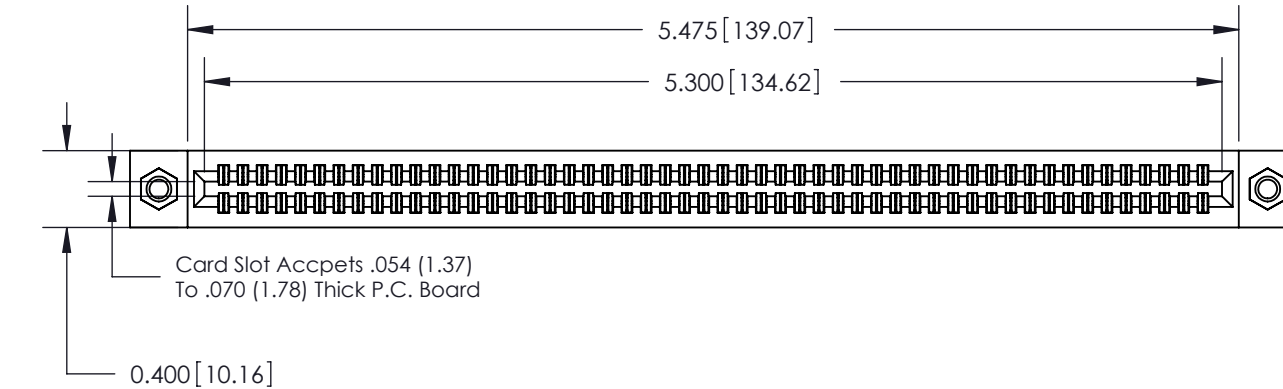 5.475[139.07]
5.300[134.62]
Card Slot Accpets .054 (1.37)
To .070 (1.78) Thick P.C. Board
0.400[10.16]